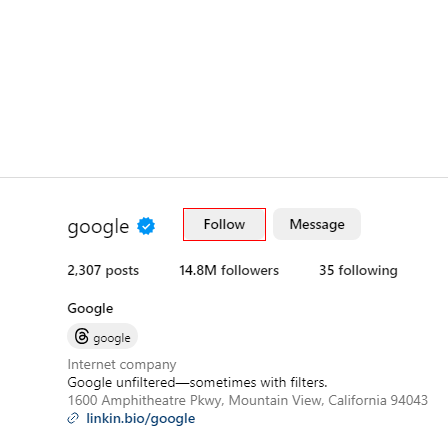 google Follow Message
2,307 posts 14.8M followers 35 following
Google
google
Internet company
Google unfiltered—sometimes with filters.
1600 Amphitheatre Pkwy, Mountain View, California 94043
linkin.bio/google